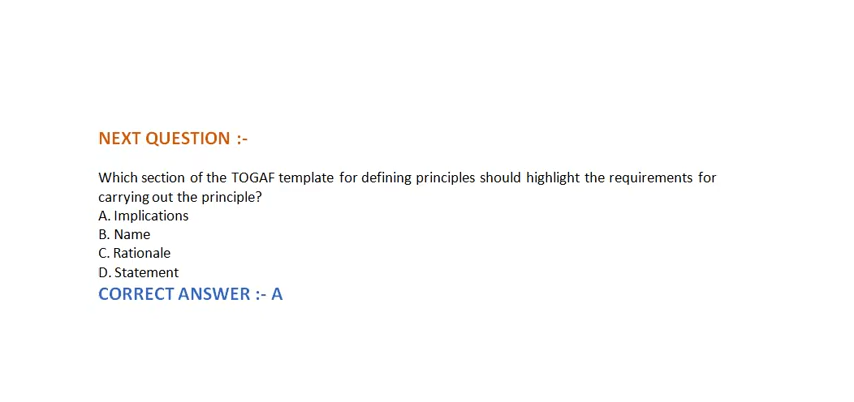 NEXT QUESTION :-
Which section of the TOGAF template for defining principles should highlight the requirements for
carrying out the principle?
A. Implications
B. Name
C. Rationale
D. Statement
CORRECT ANSWER :- A